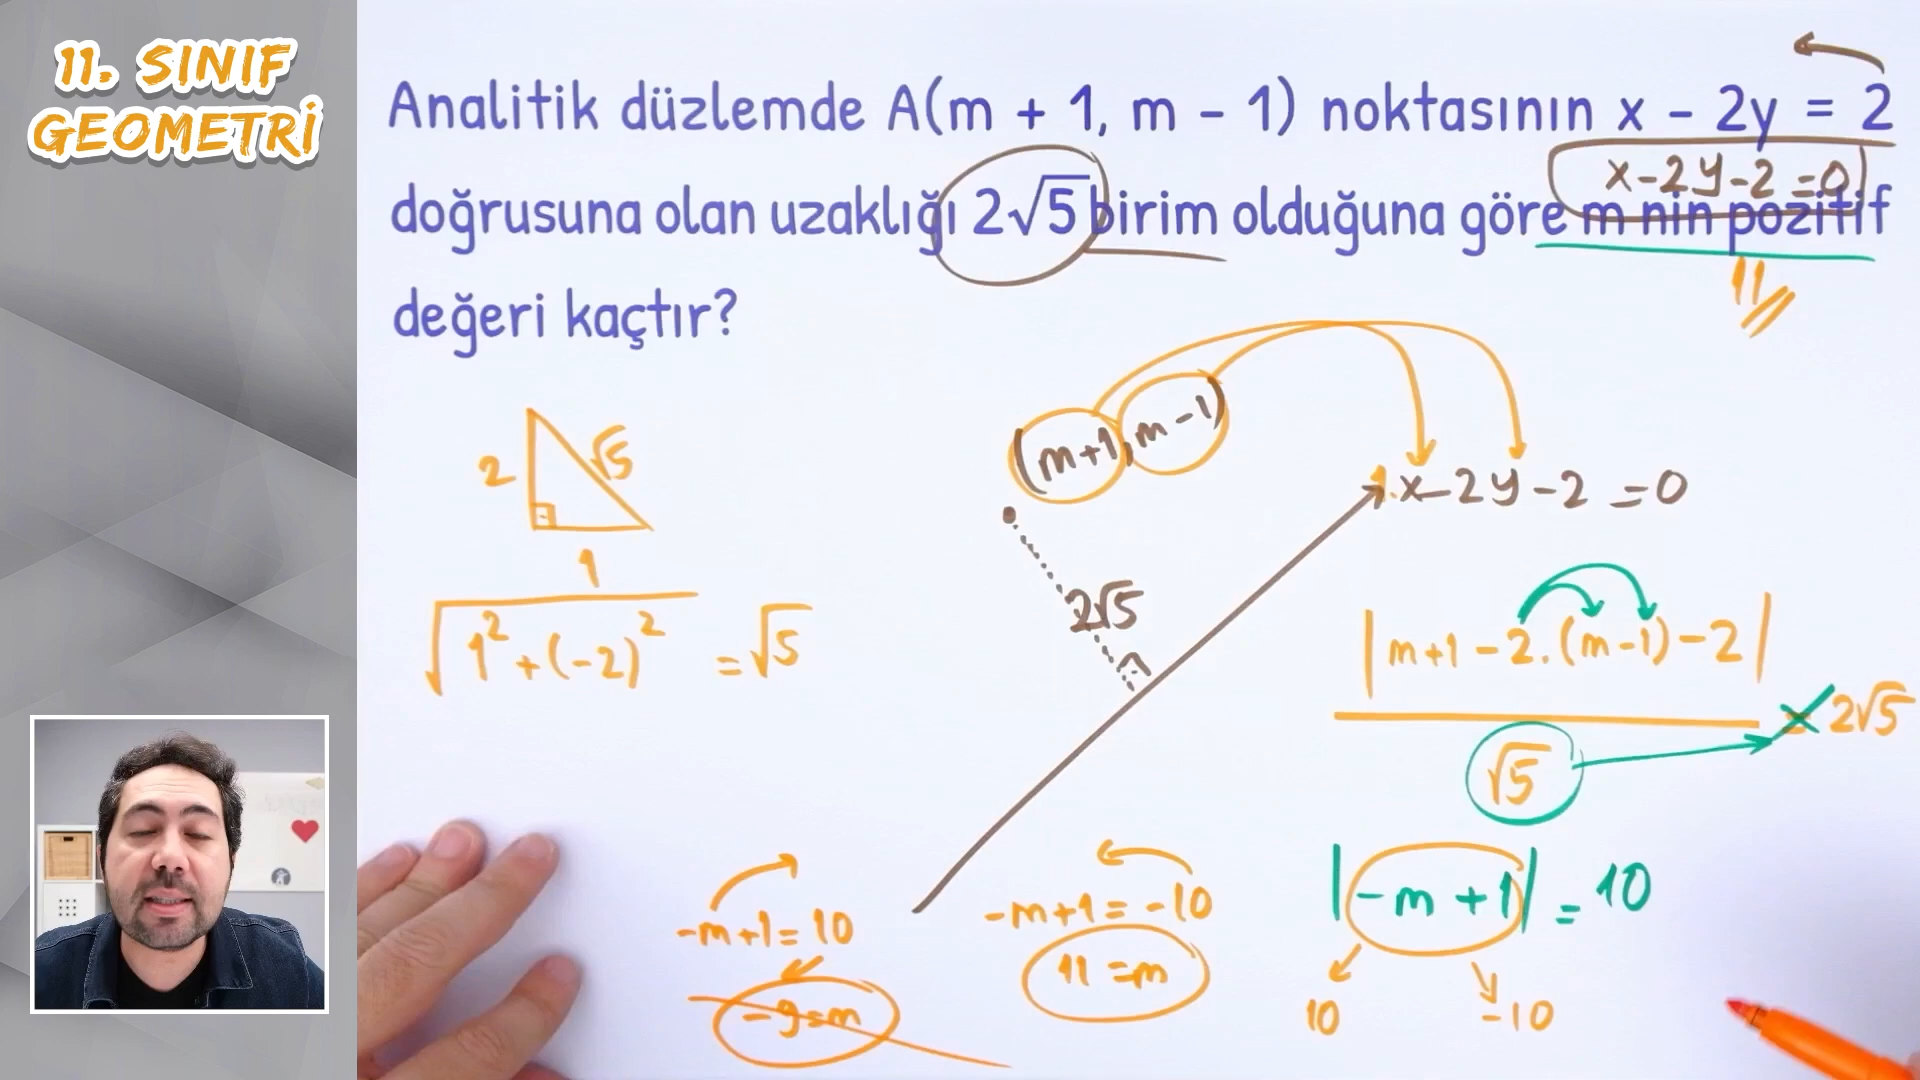 11. SINIF
GEOMETRİ
Analitik düzlemde A(m + 1, m - 1) noktasının x - 2y = 2
x-2y-2 =0
doğrusuna olan uzaklığı 2√5 birim olduğuna göre m nin pozitif
11
değeri kaçtır?
(m+1, m-1)
2
√5
1
1.x-2y-2 =0
2√5
√1²+(-2)² =√5
|m+1-2.(m-1)-2|
= 2√5
√5
|-m+1| = 10
-m+1=10
-m+1=-10
-9=m
11=m
10
-10